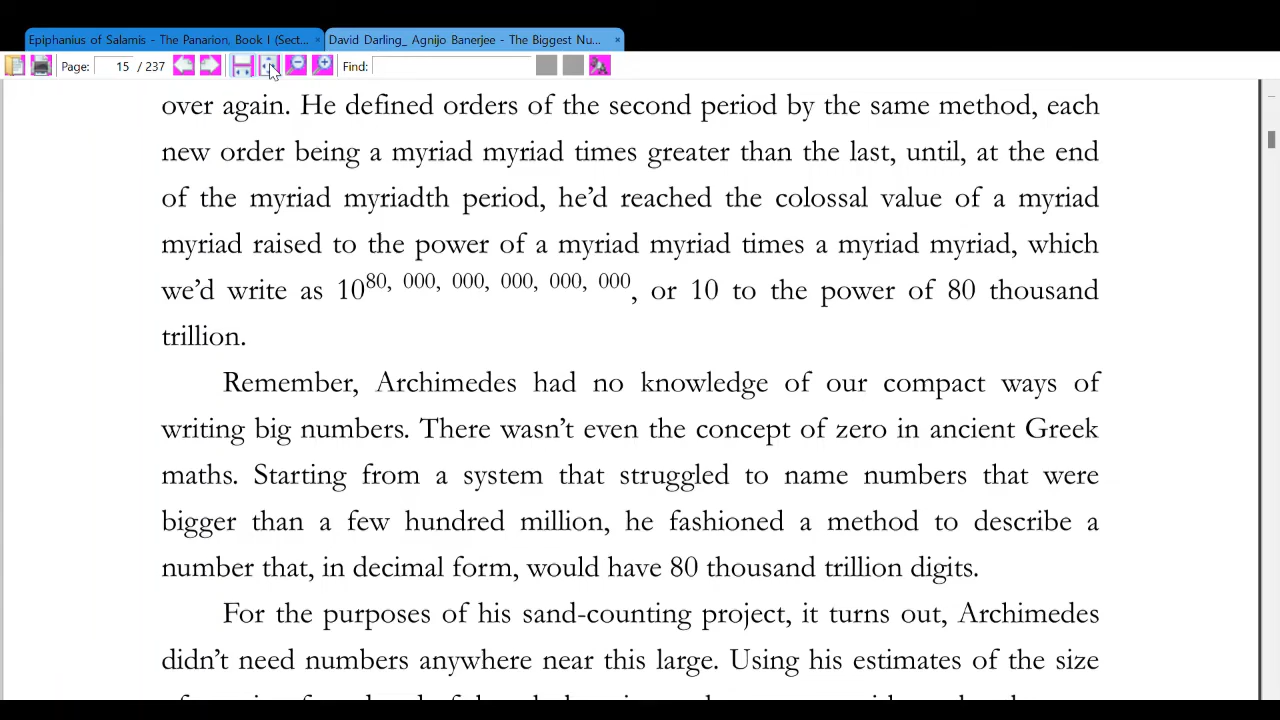 Epiphanius of Salamis - The Panarion, Book I (Sect... ×
David Darling_ Agnijo Banerjee - The Biggest Nu... ×
Page: 15 / 237 Find:
over again. He defined orders of the second period by the same method, each
new order being a myriad myriad times greater than the last, until, at the end
of the myriad myriadth period, he’d reached the colossal value of a myriad
myriad raised to the power of a myriad myriad times a myriad myriad, which
we’d write as 10^80, 000, 000, 000, 000, 000, or 10 to the power of 80 thousand
trillion.
Remember, Archimedes had no knowledge of our compact ways of
writing big numbers. There wasn’t even the concept of zero in ancient Greek
maths. Starting from a system that struggled to name numbers that were
bigger than a few hundred million, he fashioned a method to describe a
number that, in decimal form, would have 80 thousand trillion digits.
For the purposes of his sand-counting project, it turns out, Archimedes
didn’t need numbers anywhere near this large. Using his estimates of the size